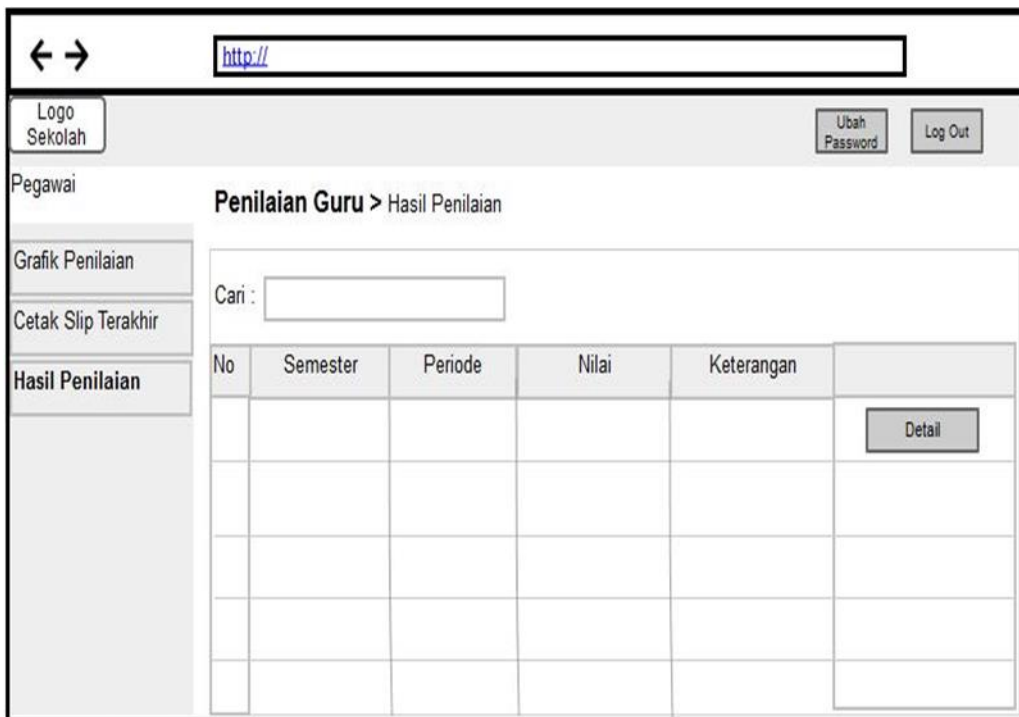 http://
Logo
Sekolah
Ubah
Password
Log Out
Pegawai
Penilaian Guru > Hasil Penilaian
Grafik Penilaian
Cetak Slip Terakhir
Hasil Penilaian
Cari :
No Semester Periode Nilai Keterangan
Detail